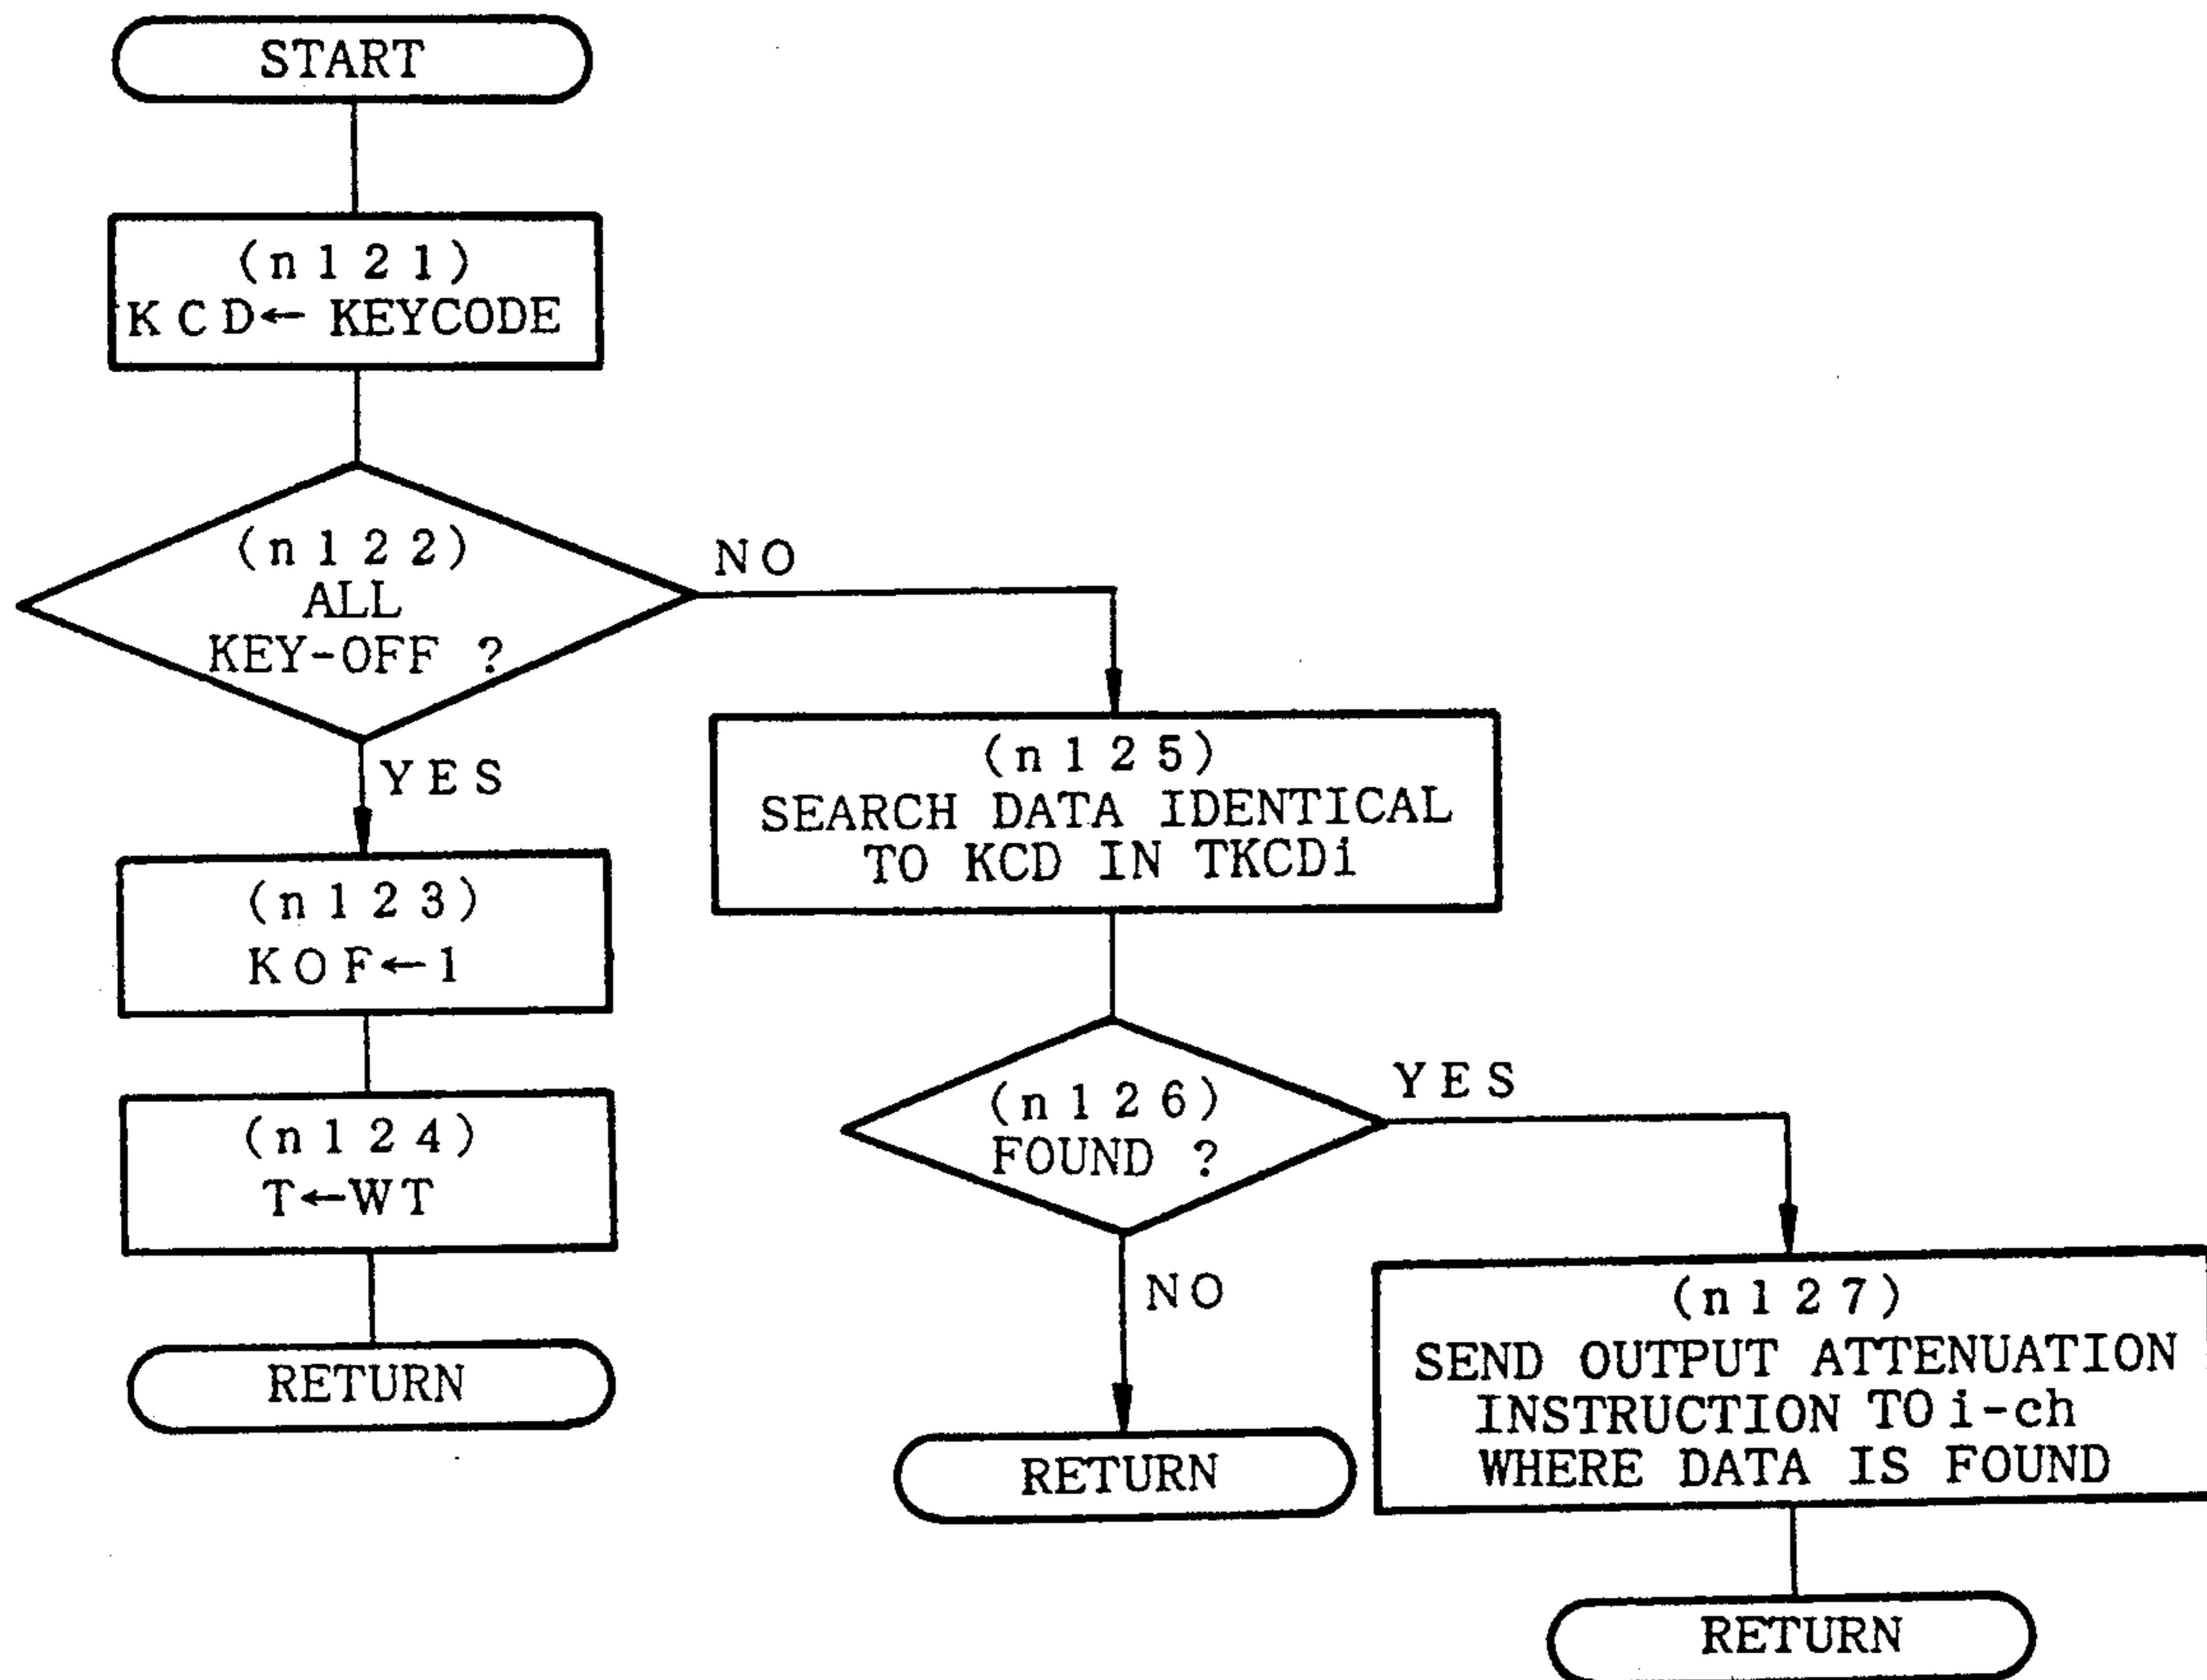 START
(n121)
KCD← KEYCODE
(n122)
ALL
KEY-OFF ?
NO
YES
(n123)
KOF←1
(n124)
T←WT
RETURN
(n125)
SEARCH DATA IDENTICAL
TO KCD IN TKCDi
(n126)
FOUND ?
YES
NO
RETURN
(n127)
SEND OUTPUT ATTENUATION
INSTRUCTION TO i-ch
WHERE DATA IS FOUND
RETURN